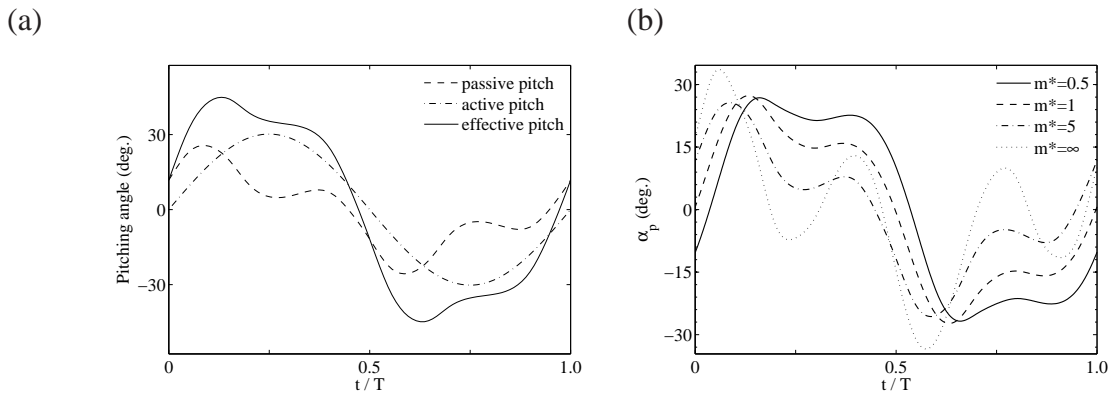 (a)
(b)
passive pitch
active pitch
effective pitch
Pitching angle (deg.)
30
0
−30
0
0.5
1.0
t / T
m*=0.5
m*=1
m*=5
m*=∞
α_p (deg.)
30
15
0
−15
−30
0
0.5
1.0
t / T